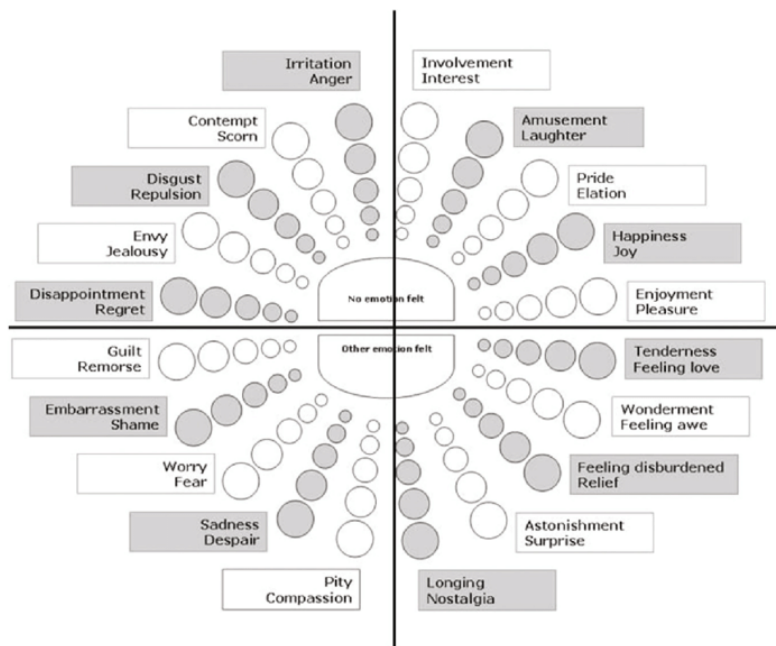 Irritation
Anger
Involvement
Interest
Contempt
Scorn
Amusement
Laughter
Disgust
Repulsion
Pride
Elation
Envy
Jealousy
Happiness
Joy
Disappointment
Regret
No emotion felt
Enjoyment
Pleasure
Guilt
Remorse
Other emotion felt
Tenderness
Feeling love
Embarrassment
Shame
Wonderment
Feeling awe
Worry
Fear
Feeling disburdened
Relief
Sadness
Despair
Astonishment
Surprise
Pity
Compassion
Longing
Nostalgia